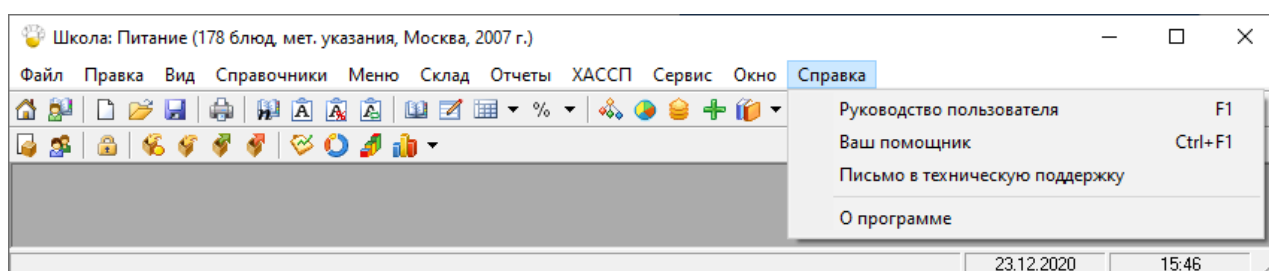 Школа: Питание (178 блюд, мет. указания, Москва, 2007 г.)
Файл Правка Вид Справочники Меню Склад Отчеты ХАССП Сервис Окно Справка
Руководство пользователя F1
Ваш помощник Ctrl+F1
Письмо в техническую поддержку
О программе
23.12.2020 15:46